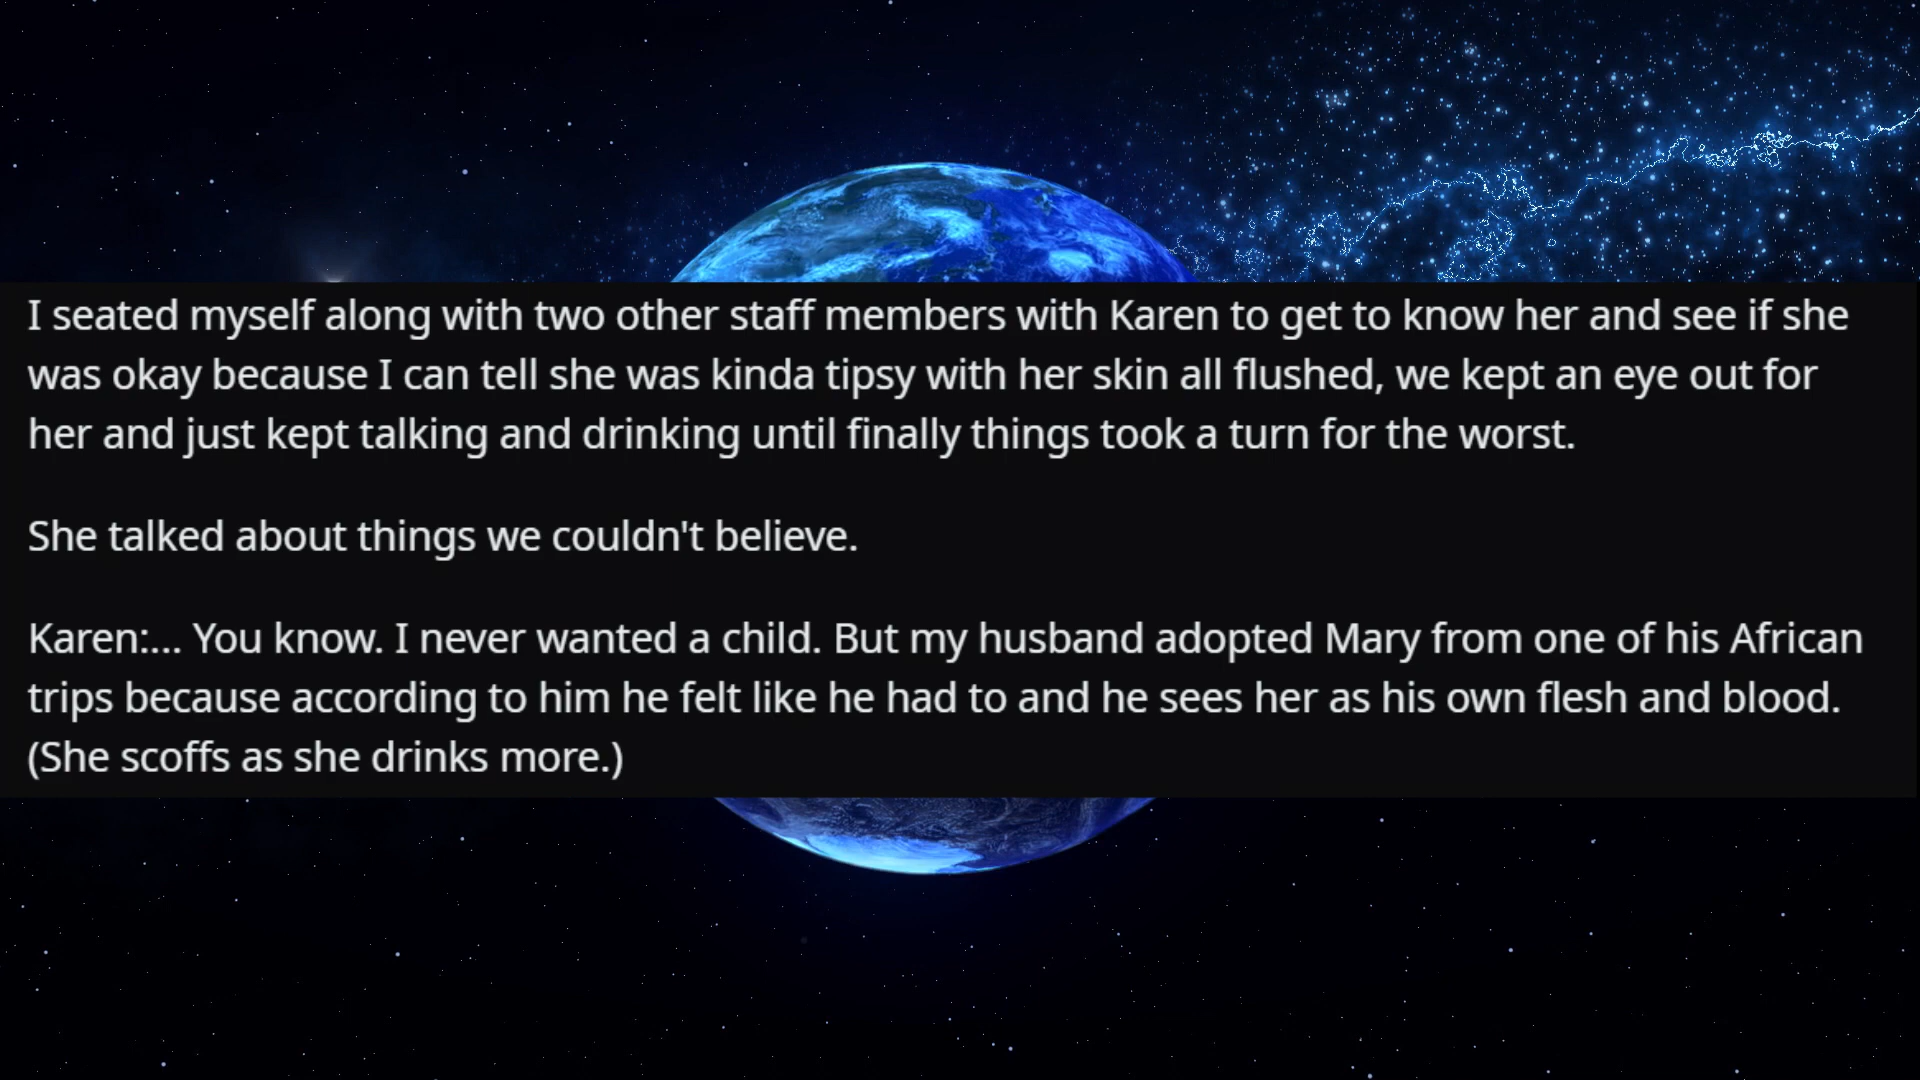 I seated myself along with two other staff members with Karen to get to know her and see if she
was okay because I can tell she was kinda tipsy with her skin all flushed, we kept an eye out for
her and just kept talking and drinking until finally things took a turn for the worst.
She talked about things we couldn't believe.
Karen:... You know. I never wanted a child. But my husband adopted Mary from one of his African
trips because according to him he felt like he had to and he sees her as his own flesh and blood.
(She scoffs as she drinks more.)